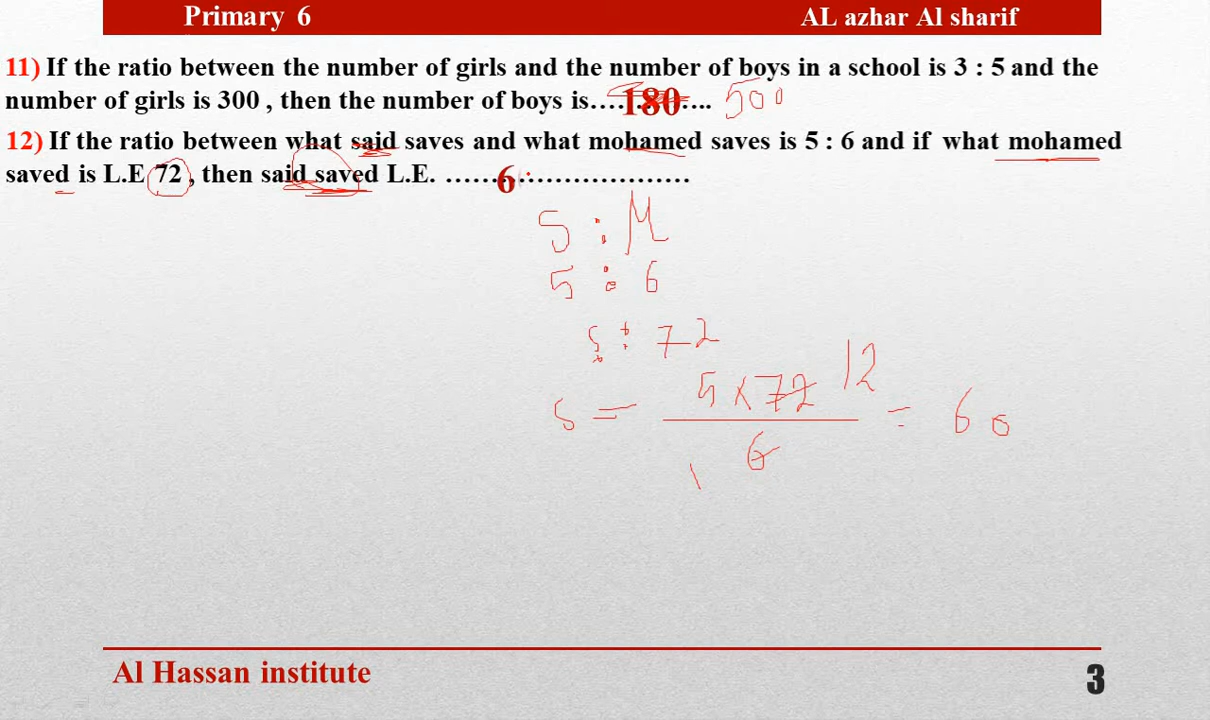 Primary 6
AL azhar Al sharif
11) If the ratio between the number of girls and the number of boys in a school is 3 : 5 and the
number of girls is 300 , then the number of boys is….180….. 500
12) If the ratio between what said saves and what mohamed saves is 5 : 6 and if what mohamed
saved is L.E 72 , then said saved L.E. ……6……………………
S : M
5 : 6
S : 72
S = 5 x 72 12 = 60
1 6
Al Hassan institute
3